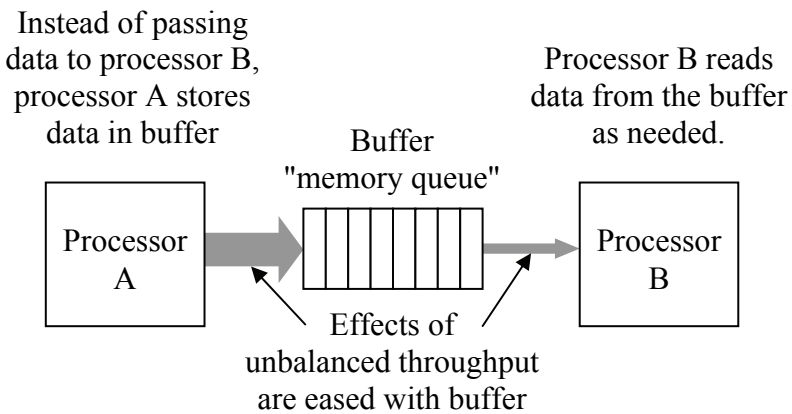 Instead of passing
data to processor B,
processor A stores
data in buffer
Processor B reads
data from the buffer
as needed.
Buffer
"memory queue"
Processor
A
Processor
B
Effects of
unbalanced throughput
are eased with buffer